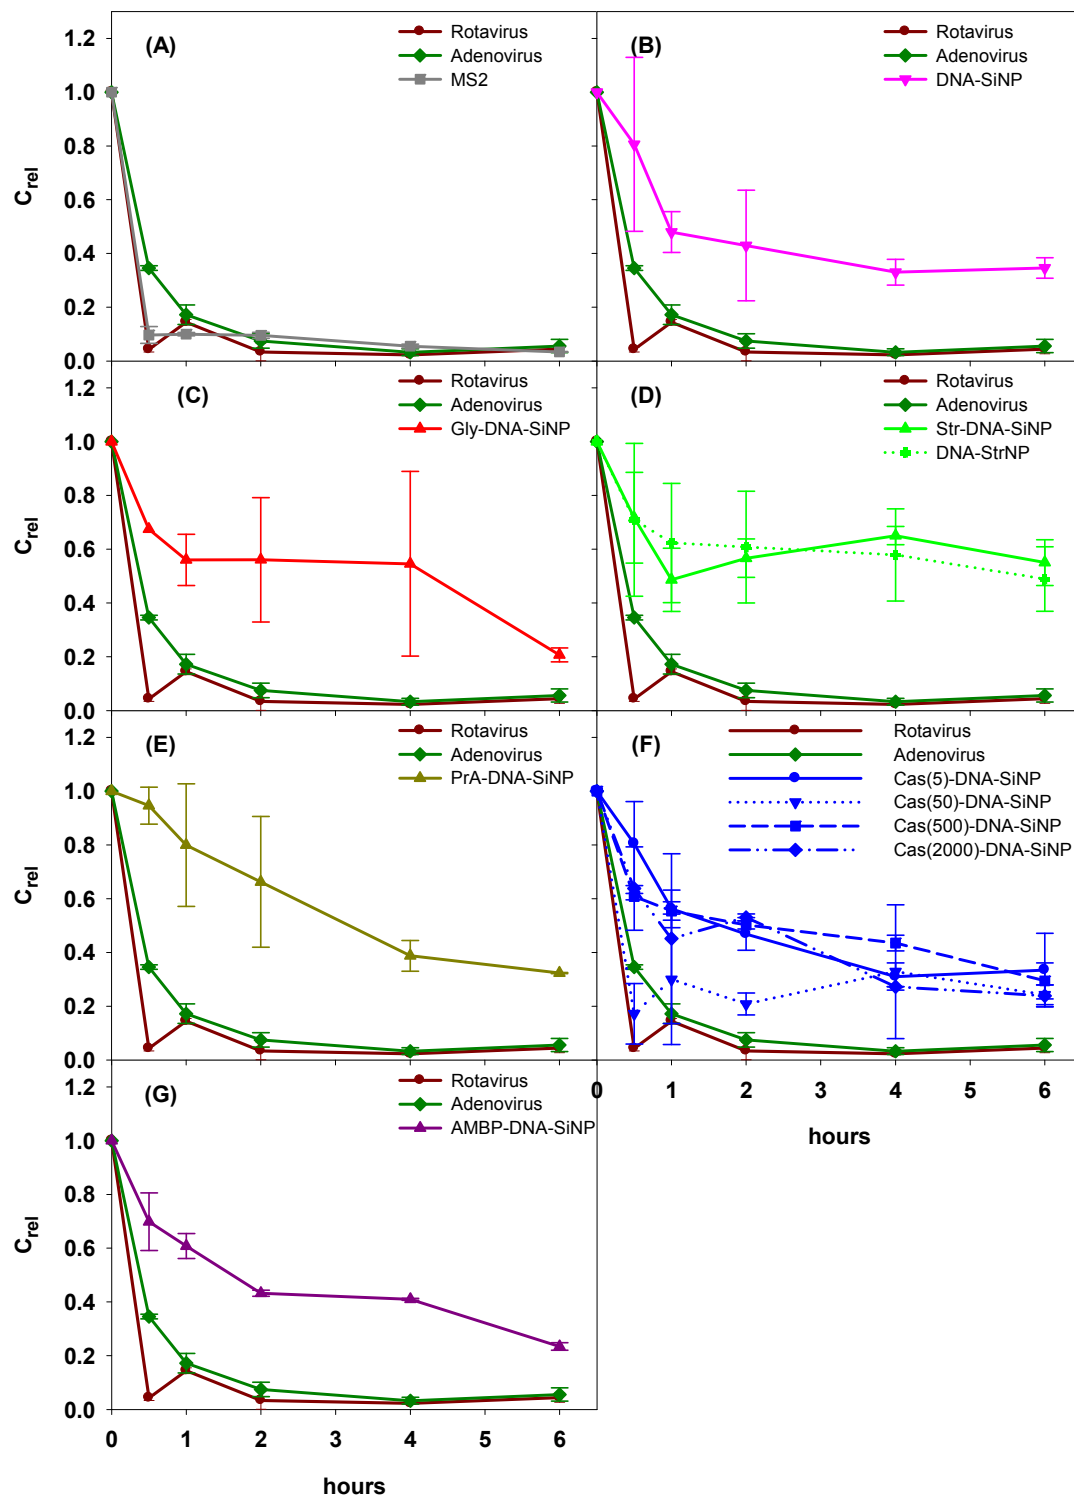 (A)
Rotavirus
Adenovirus
MS2
1.2
1.0
0.8
0.6
0.4
0.2
0.0
C_rel
(B)
Rotavirus
Adenovirus
DNA-SiNP
(C)
Rotavirus
Adenovirus
Gly-DNA-SiNP
1.2
1.0
0.8
0.6
0.4
0.2
0.0
C_rel
(D)
Rotavirus
Adenovirus
Str-DNA-SiNP
DNA-StrNP
(E)
Rotavirus
Adenovirus
PrA-DNA-SiNP
1.2
1.0
0.8
0.6
0.4
0.2
0.0
C_rel
(F)
Rotavirus
Adenovirus
Cas(5)-DNA-SiNP
Cas(50)-DNA-SiNP
Cas(500)-DNA-SiNP
Cas(2000)-DNA-SiNP
0 1 2 3 4 5 6
hours
(G)
Rotavirus
Adenovirus
AMBP-DNA-SiNP
1.2
1.0
0.8
0.6
0.4
0.2
0.0
C_rel
0 1 2 3 4 5 6
hours